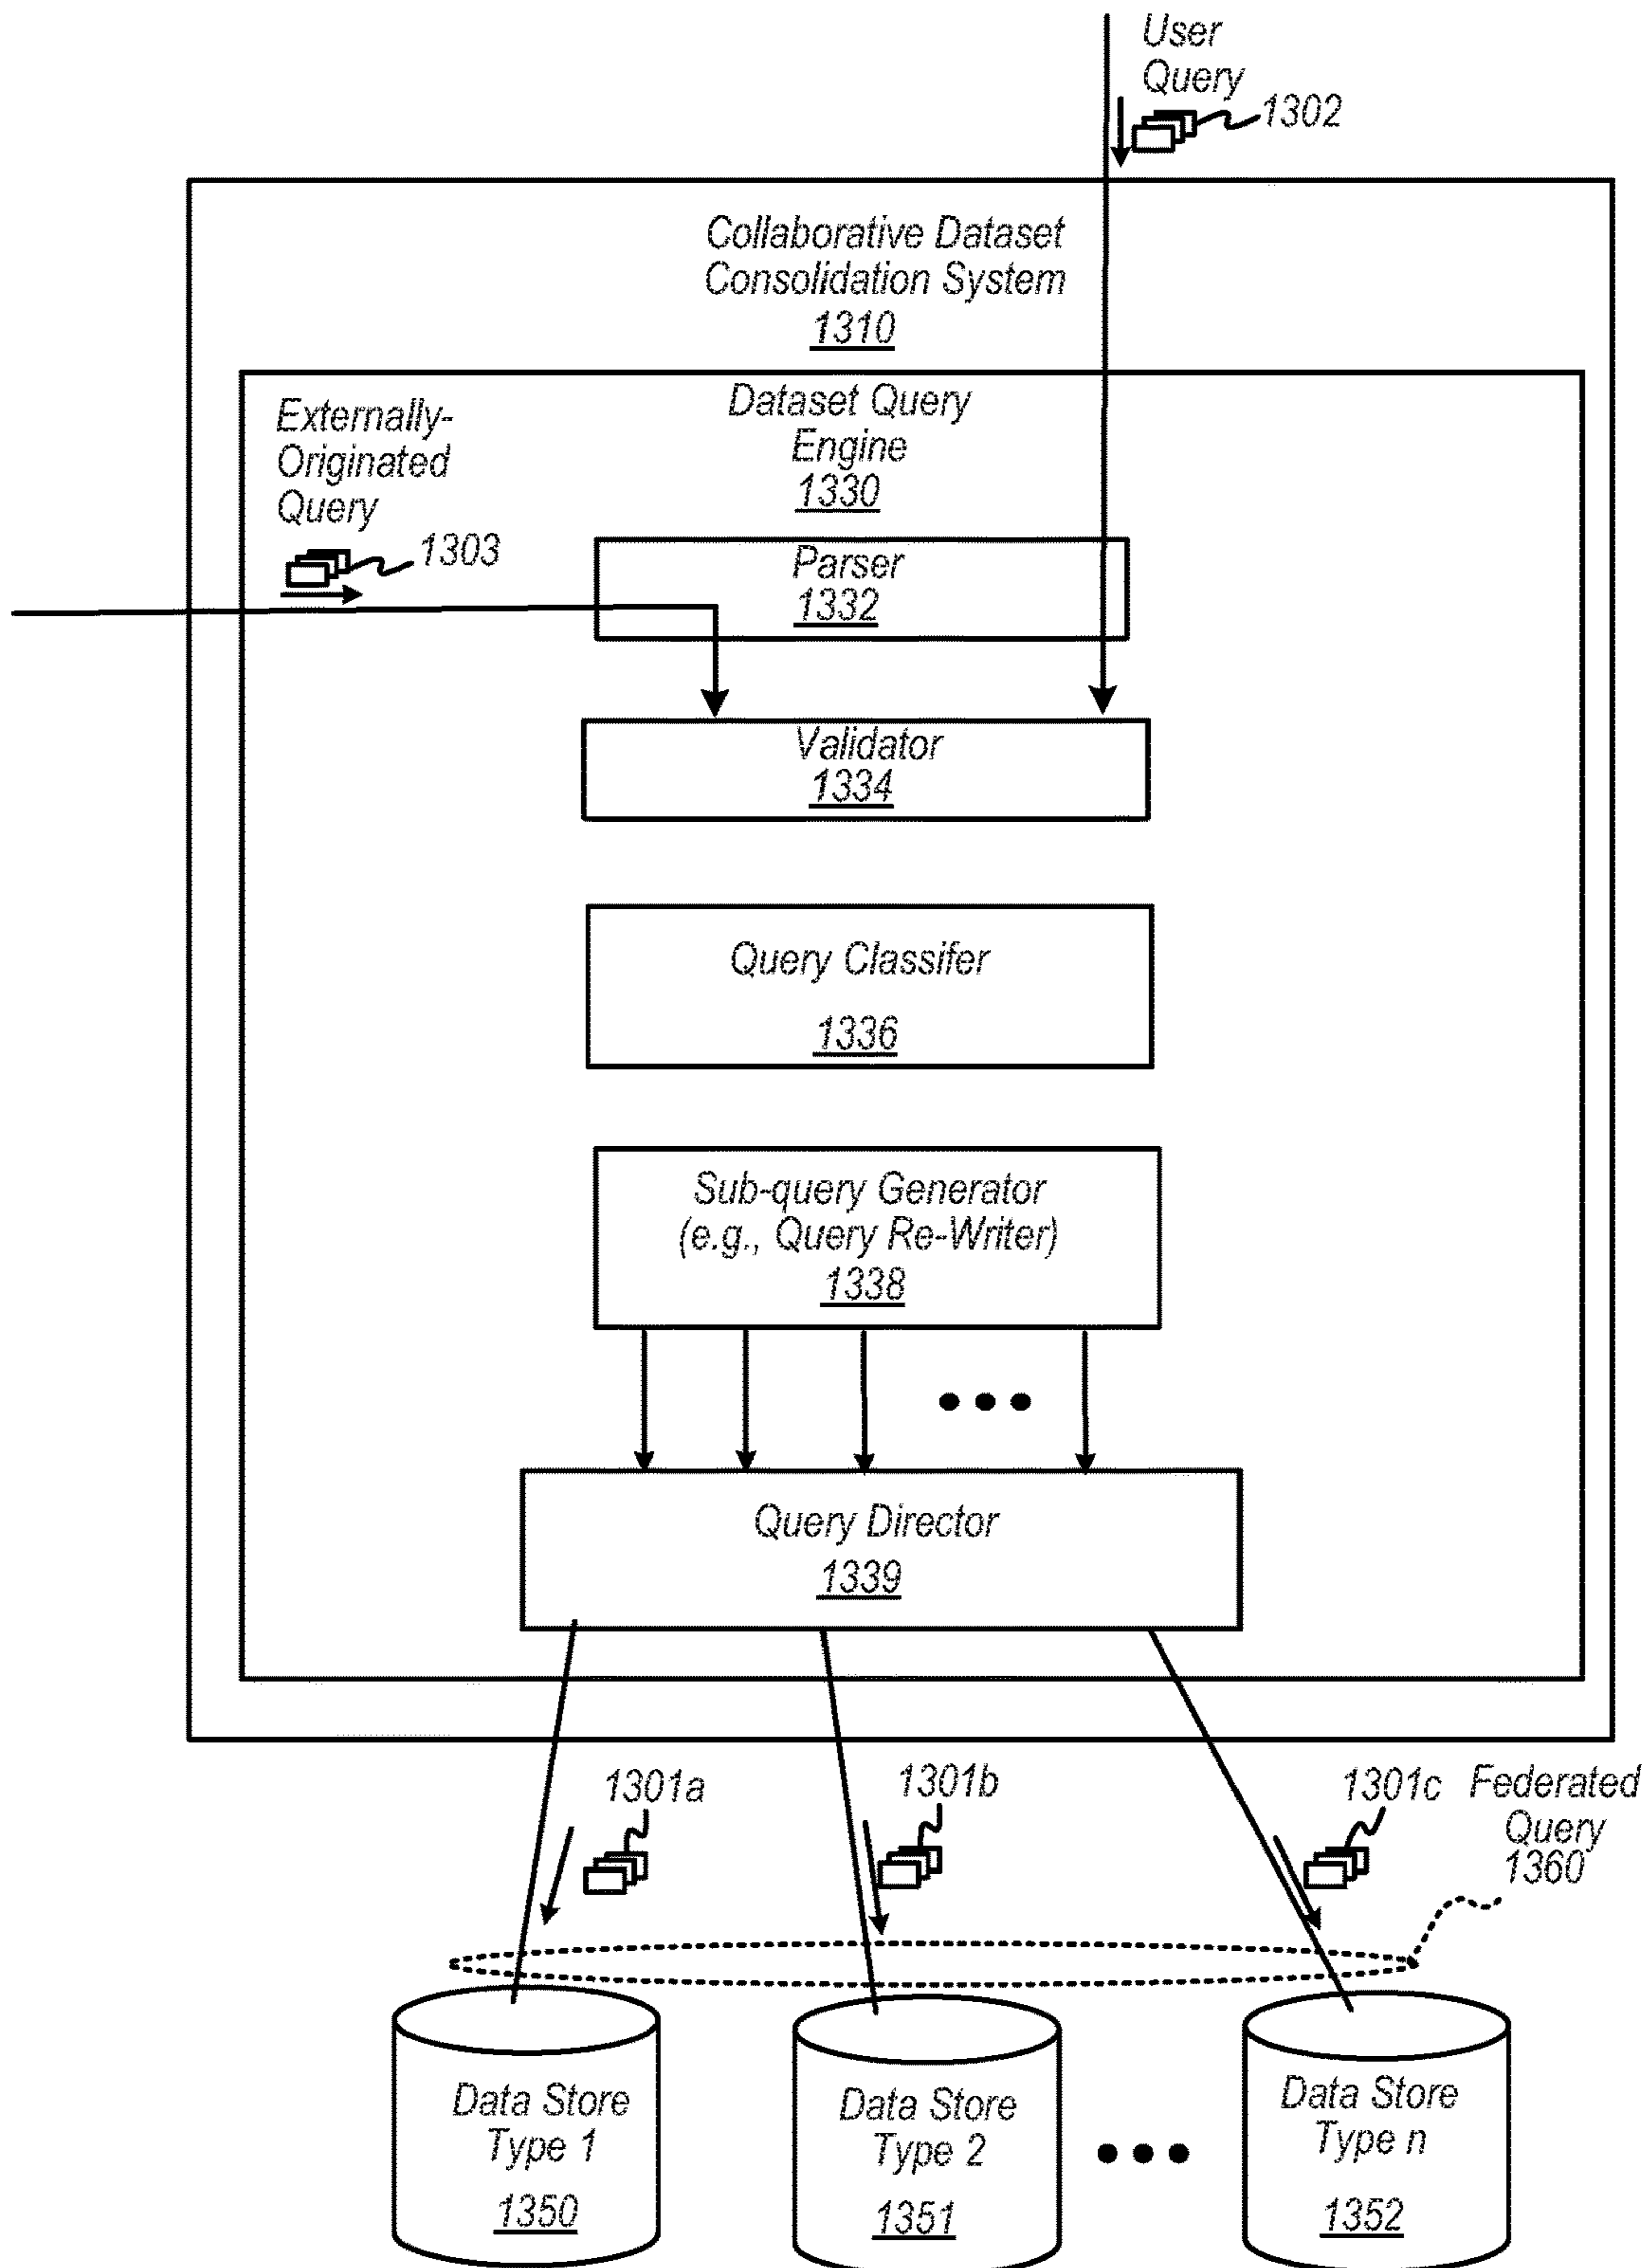 User
Query
1302
Collaborative Dataset
Consolidation System
1310
Externally-
Originated
Query
1303
Dataset Query
Engine
1330
Parser
1332
Validator
1334
Query Classifer
1336
Sub-query Generator
(e.g., Query Re-Writer)
1338
Query Director
1339
1301a
1301b
1301c
Federated
Query
1360
Data Store
Type 1
1350
Data Store
Type 2
1351
Data Store
Type n
1352